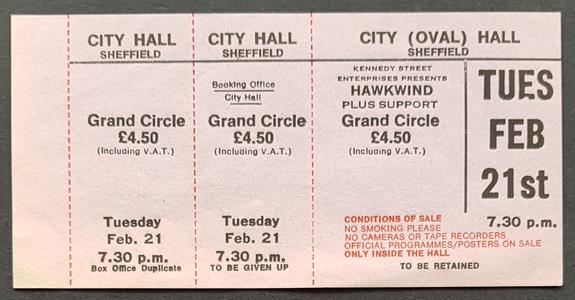 CITY HALL
SHEFFIELD
Grand Circle
£4.50
(Including V.A.T.)
Tuesday
Feb. 21
7.30 p.m.
Box Office Duplicate
CITY HALL
SHEFFIELD
Booking Office
City Hall
Grand Circle
£4.50
(Including V.A.T.)
Tuesday
Feb. 21
7.30 p.m.
TO BE GIVEN UP
CITY (OVAL) HALL
SHEFFIELD
KENNEDY STREET
ENTERPRISES PRESENTS
HAWKWIND
PLUS SUPPORT
Grand Circle
£4.50
(Including V.A.T.)
TUES
FEB
21st
7.30 p.m.
CONDITIONS OF SALE
NO SMOKING PLEASE
NO CAMERAS OR TAPE RECORDERS
OFFICIAL PROGRAMMES/POSTERS ON SALE
ONLY INSIDE THE HALL
TO BE RETAINED